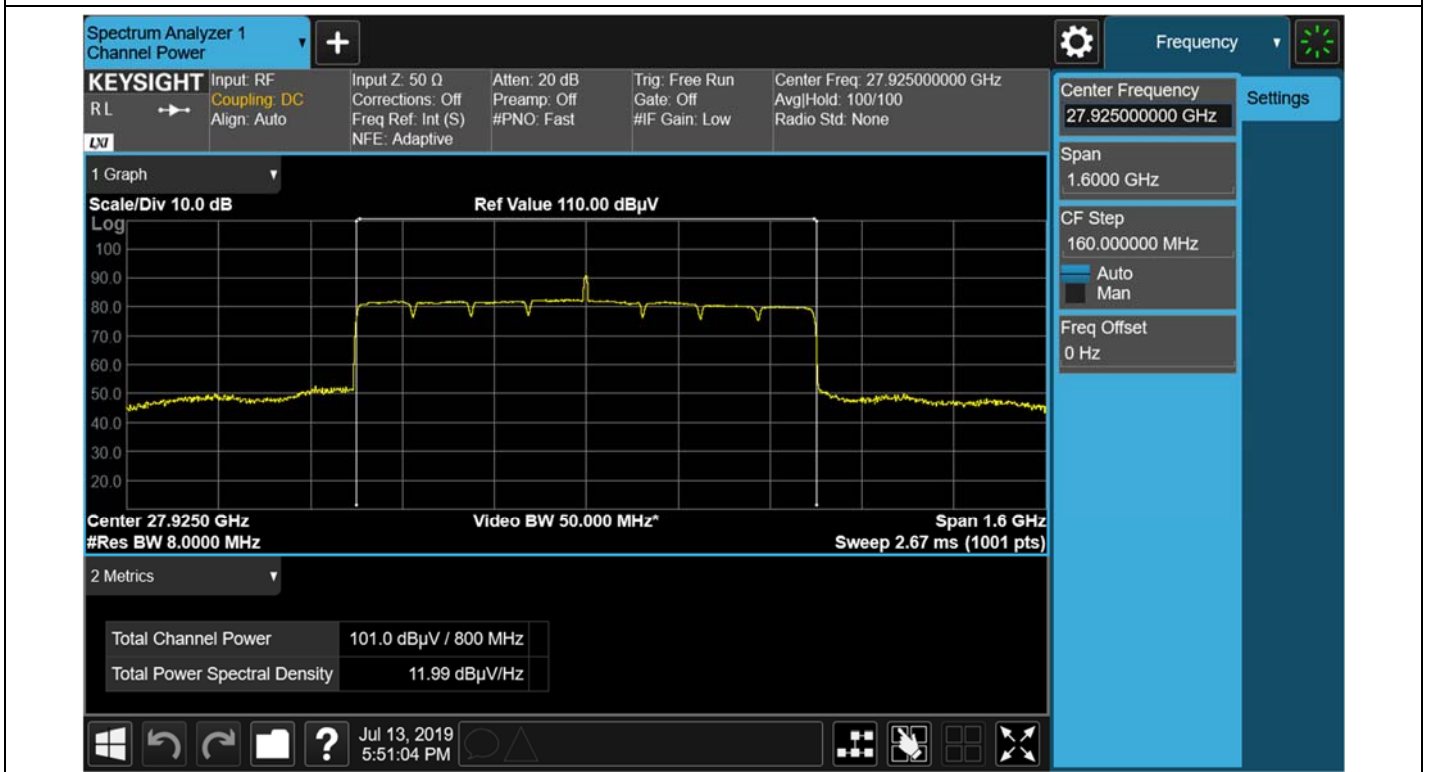 Spectrum Analyzer 1
Channel Power
+
Frequency
KEYSIGHT
R L
LXI
Input: RF
Coupling: DC
Align: Auto
Input Z: 50 Ω
Corrections: Off
Freq Ref: Int (S)
NFE: Adaptive
Atten: 20 dB
Preamp: Off
#PNO: Fast
Trig: Free Run
Gate: Off
#IF Gain: Low
Center Freq: 27.925000000 GHz
Avg|Hold: 100/100
Radio Std: None
Center Frequency
27.925000000 GHz
Settings
Span
1.6000 GHz
CF Step
160.000000 MHz
Auto
Man
Freq Offset
0 Hz
1 Graph
Scale/Div 10.0 dB
Ref Value 110.00 dBµV
Log
100
90.0
80.0
70.0
60.0
50.0
40.0
30.0
20.0
Center 27.9250 GHz
Video BW 50.000 MHz*
Span 1.6 GHz
#Res BW 8.0000 MHz
Sweep 2.67 ms (1001 pts)
2 Metrics
Total Channel Power 101.0 dBµV / 800 MHz
Total Power Spectral Density 11.99 dBµV/Hz
?
Jul 13, 2019
5:51:04 PM